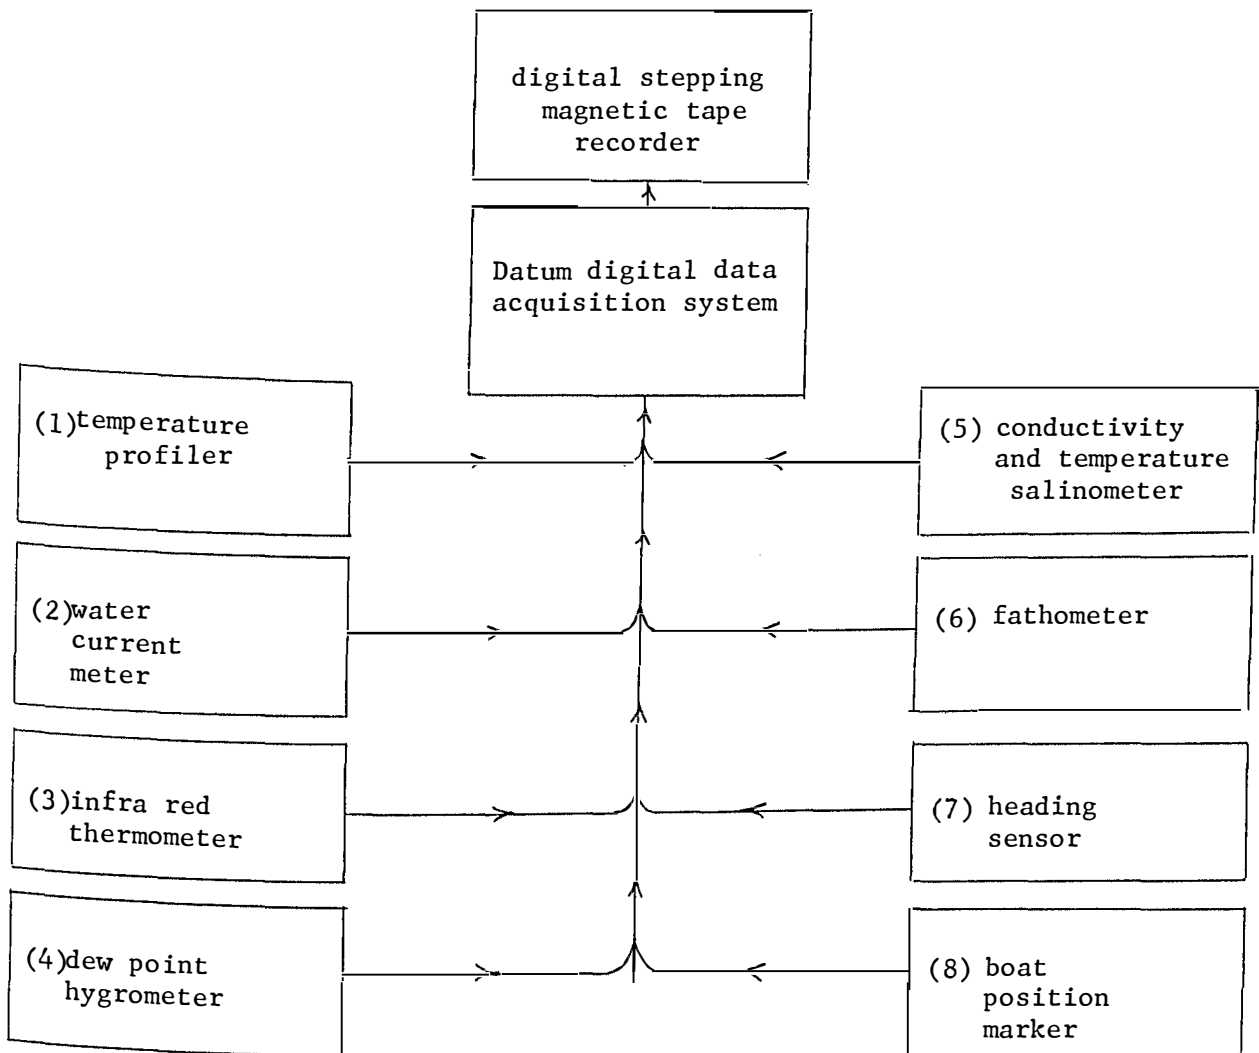 digital stepping
magnetic tape
recorder
Datum digital data
acquisition system
(1)temperature
profiler
(2)water
current
meter
(3)infra red
thermometer
(4)dew point
hygrometer
(5) conductivity
and temperature
salinometer
(6) fathometer
(7) heading
sensor
(8) boat
position
marker